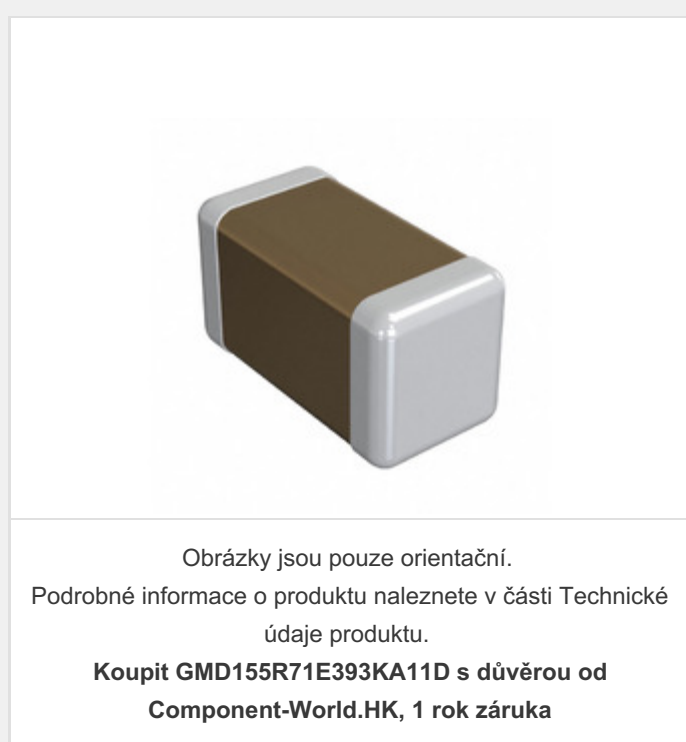 Obrázky jsou pouze orientační.
Podrobné informace o produktu naleznete v části Technické
údaje produktu.
Koupit GMD155R71E393KA11D s důvěrou od
Component-World.HK, 1 rok záruka